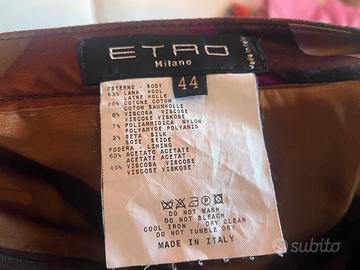 ETRO
Milano
44
ESTERNO - BODY
63% LANA WOOL
LAINE WOLLE
20% COTONE COTON
COTTON BAUMWOLLE
8% VISCOSA VISCOSE
VISCOSE VISKOSE
7% POLIAMMIDICA NYLON
POLYAMYDE POLYAMID
2% SETA SILK
SOIE SEIDE
FODERA - LINING
60% ACETATO ACETATE
ACETATE ACETAT
40% VISCOSA VISCOSE
VISCOSE VISKOSE
DO NOT WASH
DO NOT BLEACH
COOL IRON / DRY CLEAN
DO NOT TUMBLE DRY
MADE IN ITALY
subito